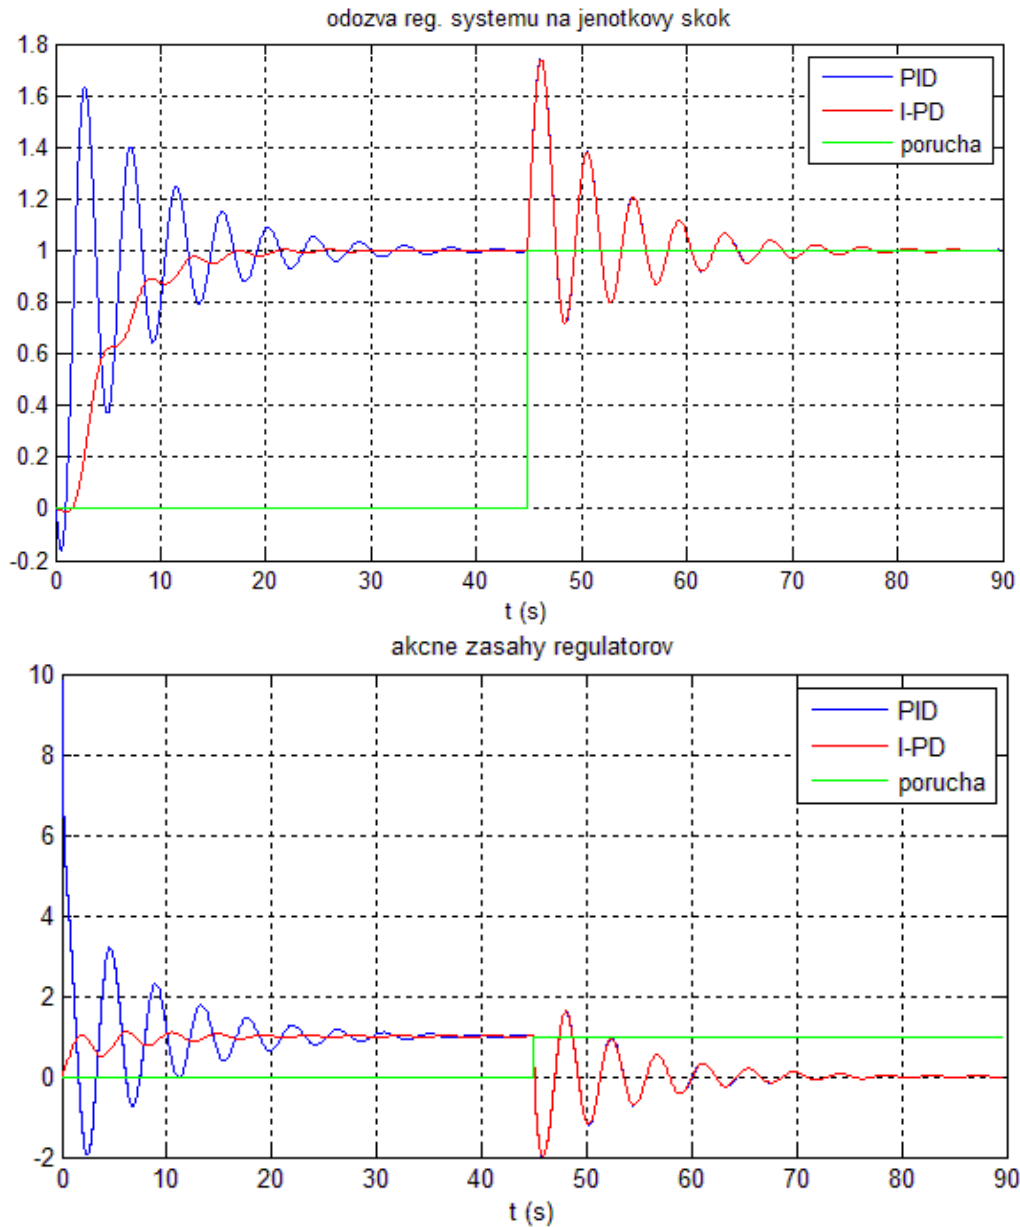 odozva reg. systemu na jenotkovy skok
1.8
1.6
1.4
1.2
1
0.8
0.6
0.4
0.2
0
-0.2
PID
I-PD
porucha
0 10 20 30 40 50 60 70 80 90
t (s)
akcne zasahy regulatorov
10
8
6
4
2
0
-2
PID
I-PD
porucha
0 10 20 30 40 50 60 70 80 90
t (s)